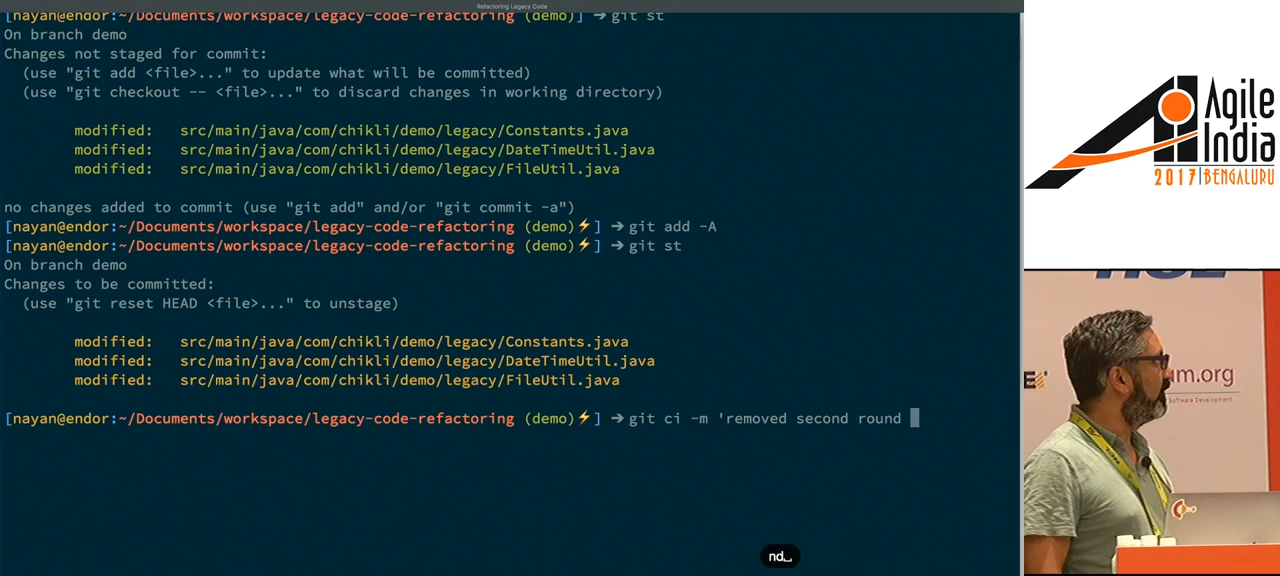 Refactoring Legacy Code
[nayan@endor:~/Documents/workspace/legacy-code-refactoring (demo)] ➔ git st
On branch demo
Changes not staged for commit:
(use "git add <file>..." to update what will be committed)
(use "git checkout -- <file>..." to discard changes in working directory)
modified: src/main/java/com/chikli/demo/legacy/Constants.java
modified: src/main/java/com/chikli/demo/legacy/DateTimeUtil.java
modified: src/main/java/com/chikli/demo/legacy/FileUtil.java
no changes added to commit (use "git add" and/or "git commit -a")
[nayan@endor:~/Documents/workspace/legacy-code-refactoring (demo)⚡] ➔ git add -A
[nayan@endor:~/Documents/workspace/legacy-code-refactoring (demo)⚡] ➔ git st
On branch demo
Changes to be committed:
(use "git reset HEAD <file>..." to unstage)
modified: src/main/java/com/chikli/demo/legacy/Constants.java
modified: src/main/java/com/chikli/demo/legacy/DateTimeUtil.java
modified: src/main/java/com/chikli/demo/legacy/FileUtil.java
[nayan@endor:~/Documents/workspace/legacy-code-refactoring (demo)⚡] ➔ git ci -m 'removed second round
nd␣
Agile
India
2017 | BENGALURU
um.org
of Software Development